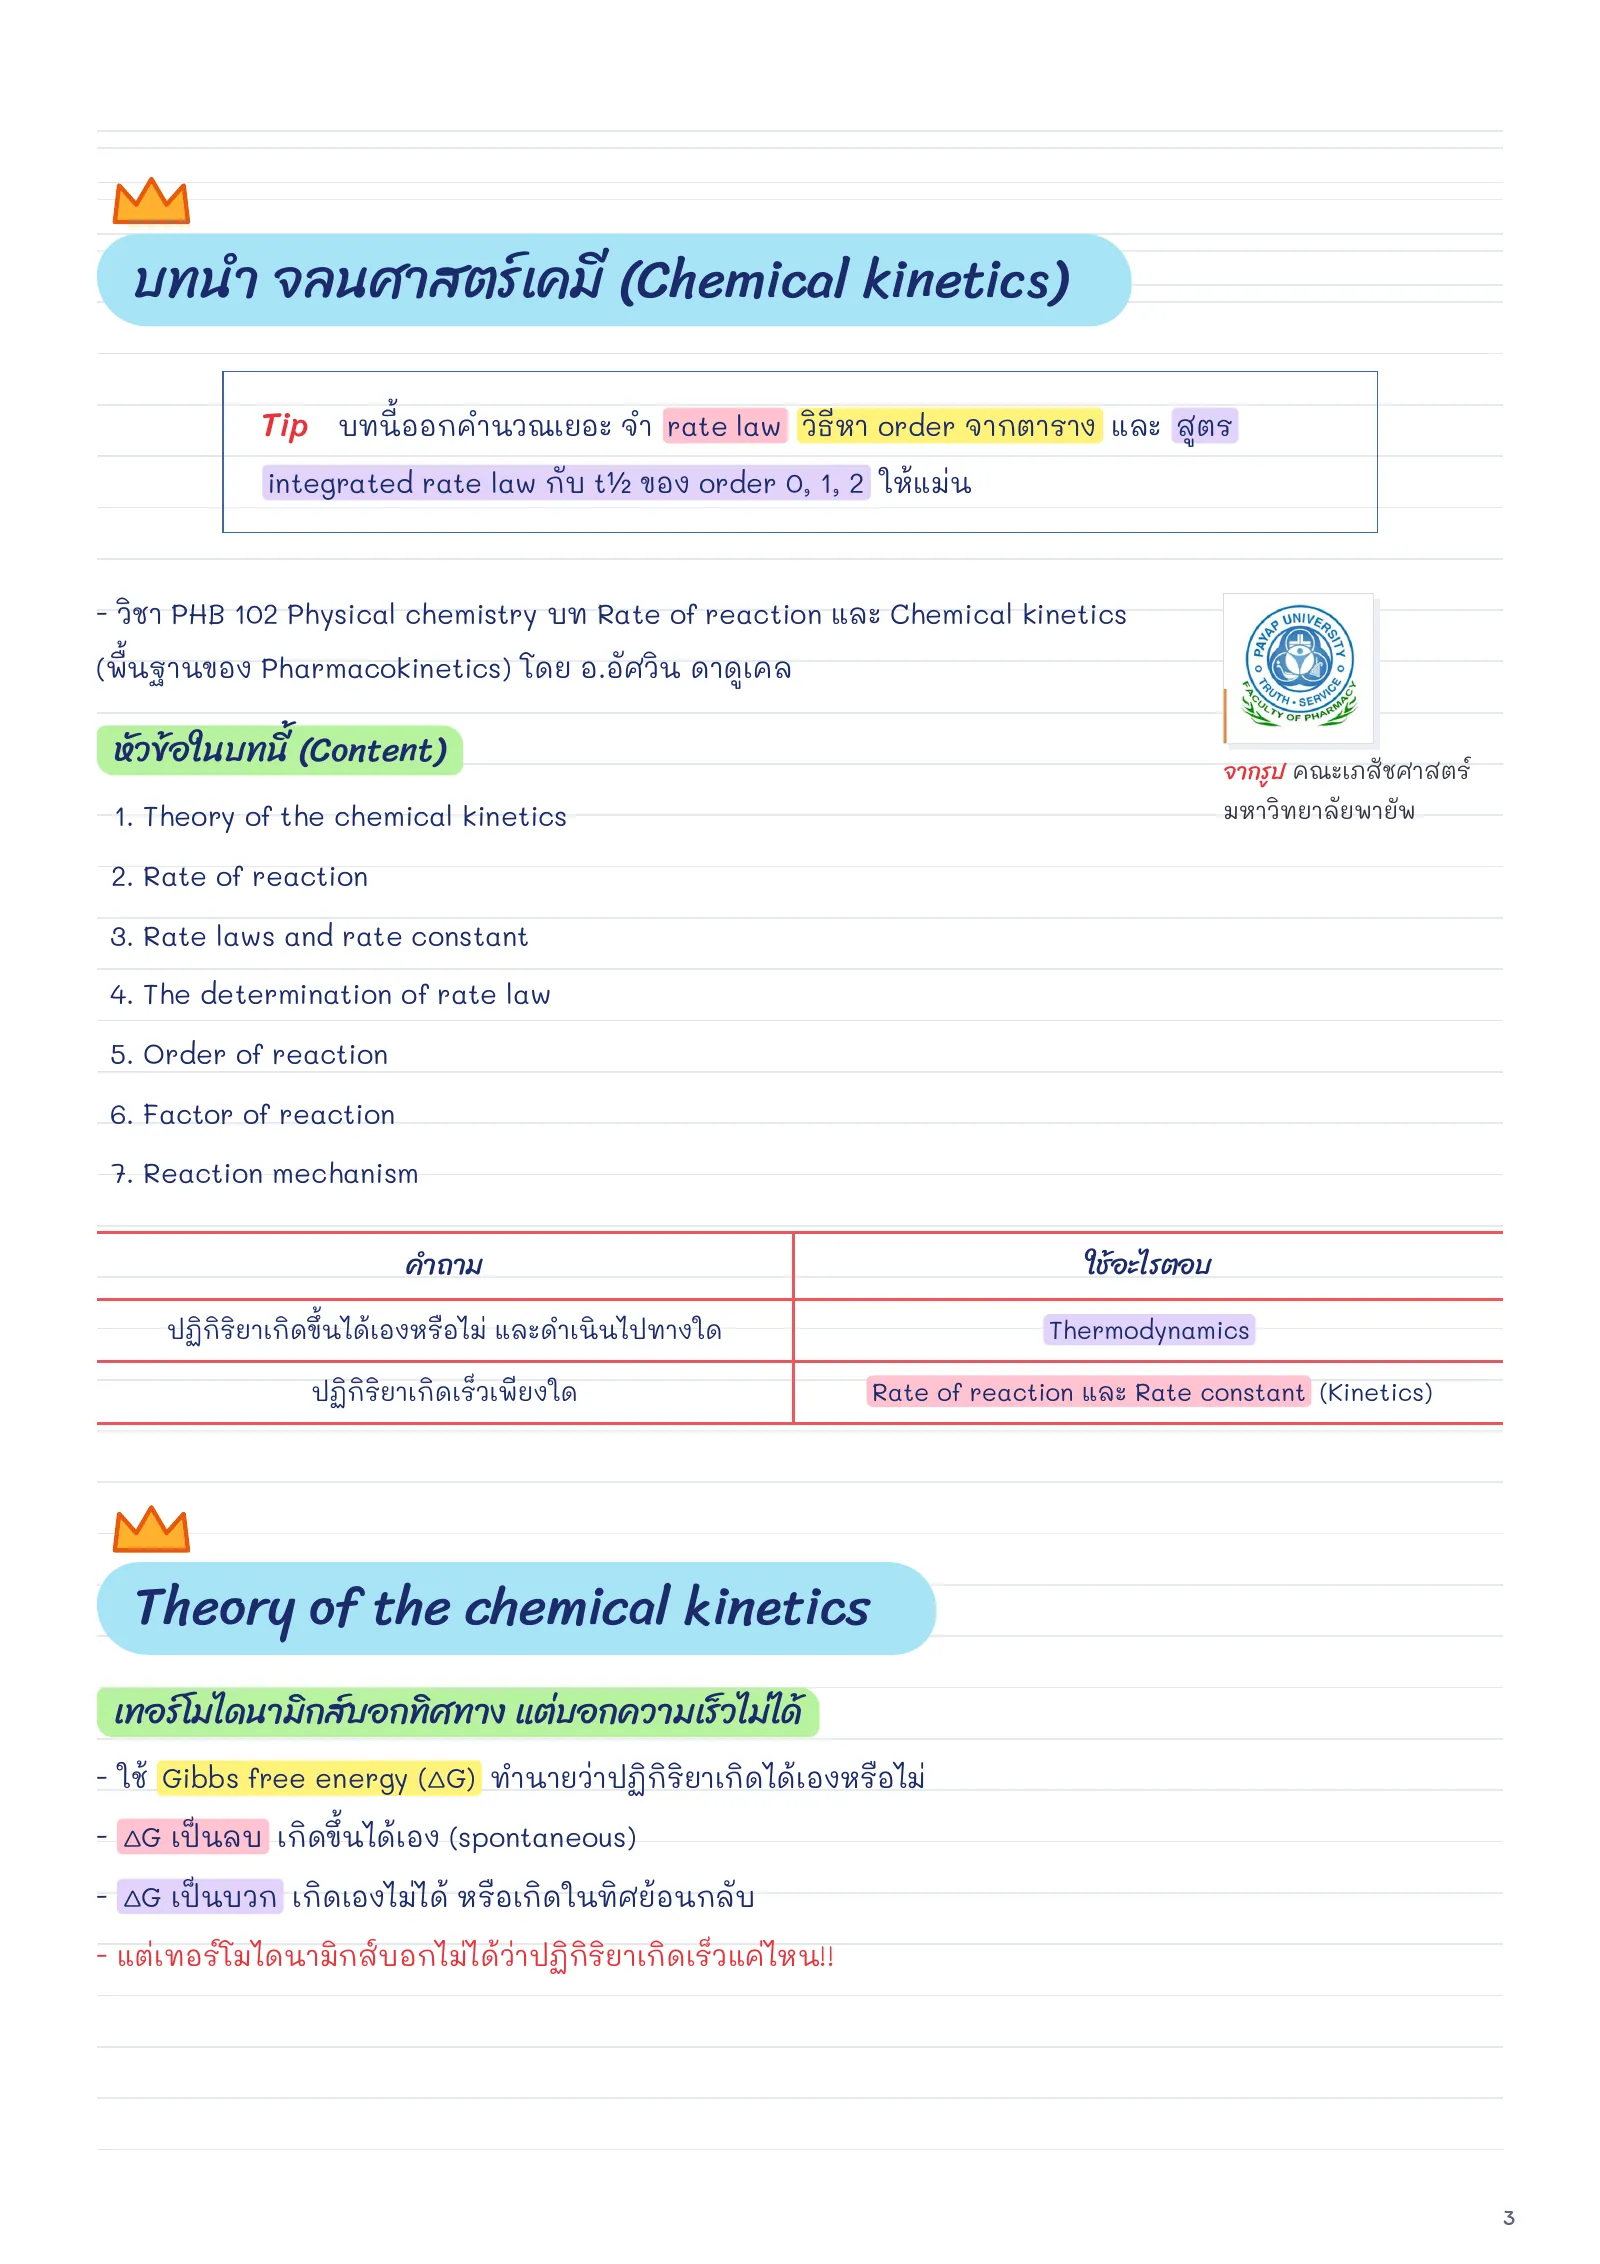 บทนำ จลนศาสตร์เคมี (Chemical kinetics)
Tip บทนี้ออกคำนวณเยอะ จำ rate law วิธีหา order จากตาราง และ สูตร
integrated rate law กับ t½ ของ order 0, 1, 2 ให้แม่น
- วิชา PHB 102 Physical chemistry บท Rate of reaction และ Chemical kinetics
(พื้นฐานของ Pharmacokinetics) โดย อ.อัศวิน ดาดูเคล
PAYAP UNIVERSITY
TRUTH • SERVICE
FACULTY OF PHARMACY
จากรูป คณะเภสัชศาสตร์
มหาวิทยาลัยพายัพ
หัวข้อในบทนี้ (Content)
1. Theory of the chemical kinetics
2. Rate of reaction
3. Rate laws and rate constant
4. The determination of rate law
5. Order of reaction
6. Factor of reaction
7. Reaction mechanism
คำถาม ใช้อะไรตอบ
ปฏิกิริยาเกิดขึ้นได้เองหรือไม่ และดำเนินไปทางใด Thermodynamics
ปฏิกิริยาเกิดเร็วเพียงใด Rate of reaction และ Rate constant (Kinetics)
Theory of the chemical kinetics
เทอร์โมไดนามิกส์บอกทิศทาง แต่บอกความเร็วไม่ได้
- ใช้ Gibbs free energy (ΔG) ทำนายว่าปฏิกิริยาเกิดได้เองหรือไม่
- ΔG เป็นลบ เกิดขึ้นได้เอง (spontaneous)
- ΔG เป็นบวก เกิดเองไม่ได้ หรือเกิดในทิศย้อนกลับ
- แต่เทอร์โมไดนามิกส์บอกไม่ได้ว่าปฏิกิริยาเกิดเร็วแค่ไหน!!
3